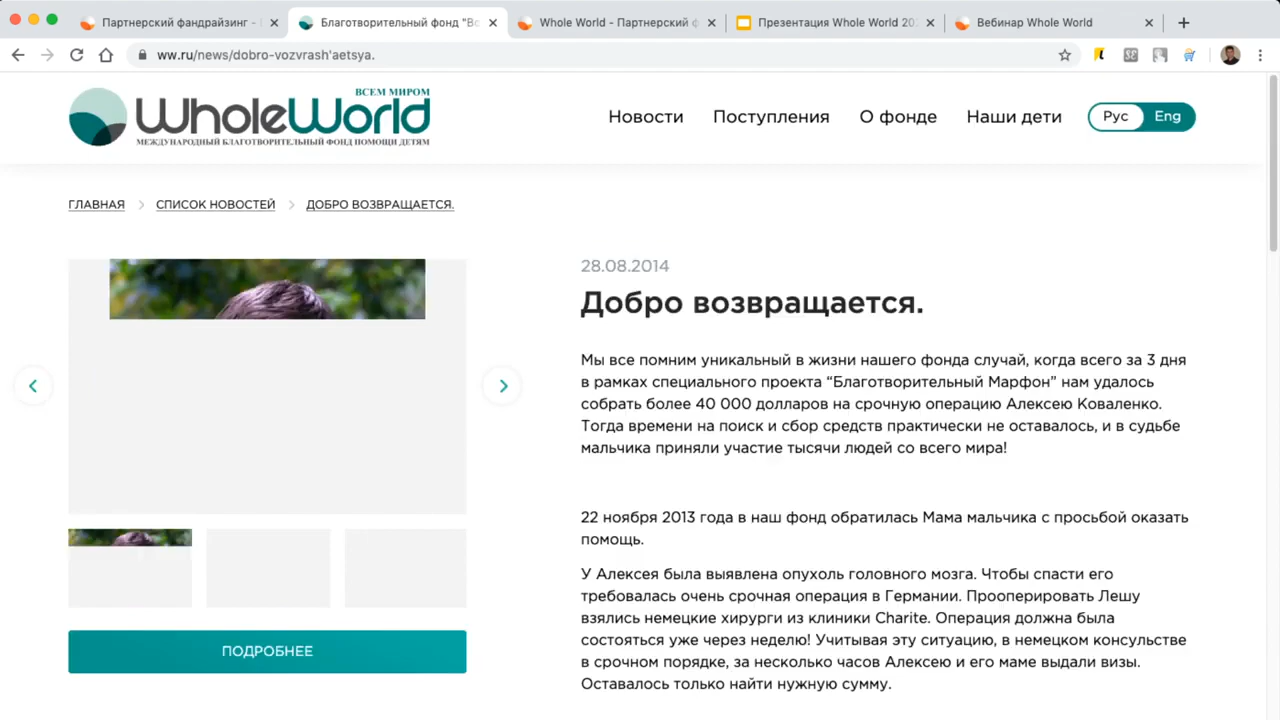 Партнерский фандрайзинг -
Благотворительный фонд "Вс
Whole World - Партнерский ф
Презентация Whole World 202
Вебинар Whole World
ww.ru/news/dobro-vozvrash'aetsya.
ВСЕМ МИРОМ
WholeWorld
МЕЖДУНАРОДНЫЙ БЛАГОТВОРИТЕЛЬНЫЙ ФОНД ПОМОЩИ ДЕТЯМ
Новости Поступления О фонде Наши дети Рус Eng
ГЛАВНАЯ > СПИСОК НОВОСТЕЙ > ДОБРО ВОЗВРАЩАЕТСЯ.
28.08.2014
Добро возвращается.
Мы все помним уникальный в жизни нашего фонда случай, когда всего за 3 дня
в рамках специального проекта “Благотворительный Марфон” нам удалось
собрать более 40 000 долларов на срочную операцию Алексею Коваленко.
Тогда времени на поиск и сбор средств практически не оставалось, и в судьбе
мальчика приняли участие тысячи людей со всего мира!
22 ноября 2013 года в наш фонд обратилась Мама мальчика с просьбой оказать
помощь.
У Алексея была выявлена опухоль головного мозга. Чтобы спасти его
требовалась очень срочная операция в Германии. Прооперировать Лешу
взялись немецкие хирурги из клиники Charite. Операция должна была
состояться уже через неделю! Учитывая эту ситуацию, в немецком консульстве
в срочном порядке, за несколько часов Алексею и его маме выдали визы.
Оставалось только найти нужную сумму.
ПОДРОБНЕЕ